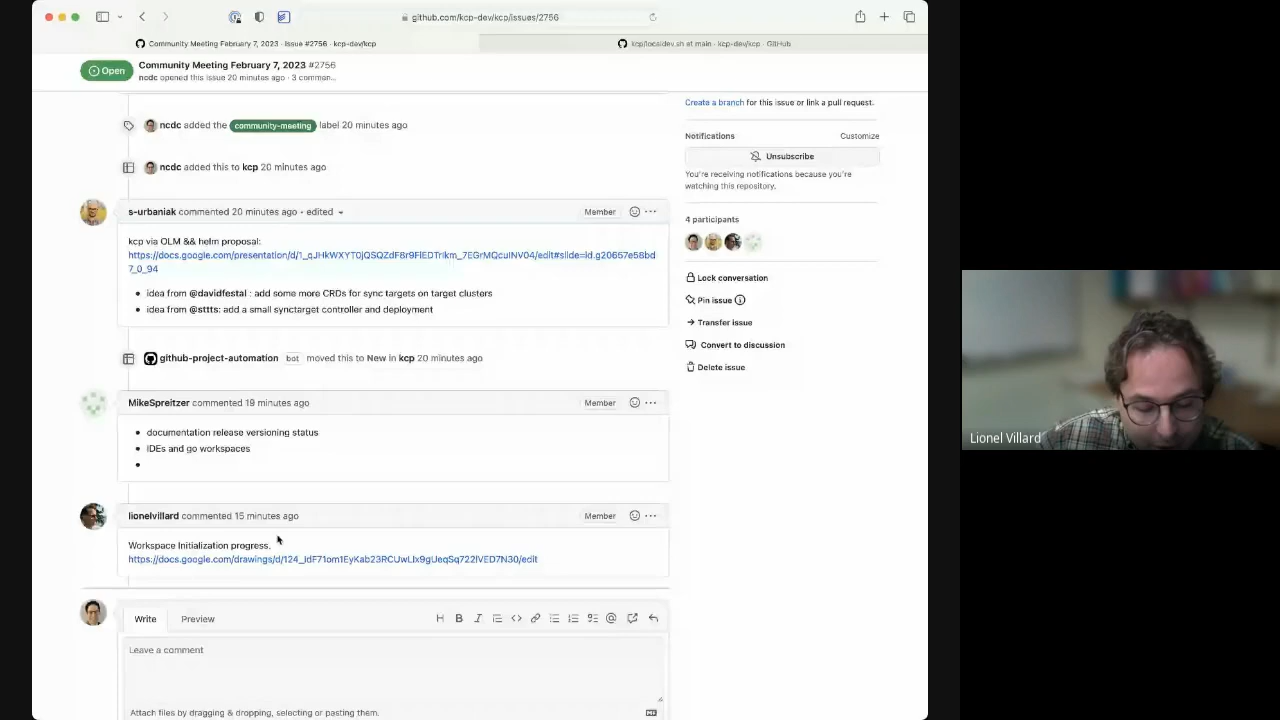 github.com/kcp-dev/kcp/issues/2756
Community Meeting February 7, 2023 · Issue #2756 · kcp-dev/kcp
kcp/localdev.sh at main · kcp-dev/kcp · GitHub
Open
Community Meeting February 7, 2023 #2756
ncdc opened this issue 20 minutes ago · 3 commen...
ncdc added the community-meeting label 20 minutes ago
ncdc added this to kcp 20 minutes ago
s-urbaniak commented 20 minutes ago · edited
Member
kcp via OLM && helm proposal:
• idea from @davidfestal : add some more CRDs for sync targets on target clusters
• idea from @sttts: add a small synctarget controller and deployment
github-project-automation bot moved this to New in kcp 20 minutes ago
MikeSpreitzer commented 19 minutes ago
Member
• documentation release versioning status
• IDEs and go workspaces
•
lionelvillard commented 15 minutes ago
Member
Workspace Initialization progress.
Write
Preview
Leave a comment
Attach files by dragging & dropping, selecting or pasting them.
Create a branch for this issue or link a pull request.
Notifications
Customize
Unsubscribe
You're receiving notifications because you're
watching this repository.
4 participants
Lock conversation
Pin issue
Transfer issue
Convert to discussion
Delete issue
Lionel Villard